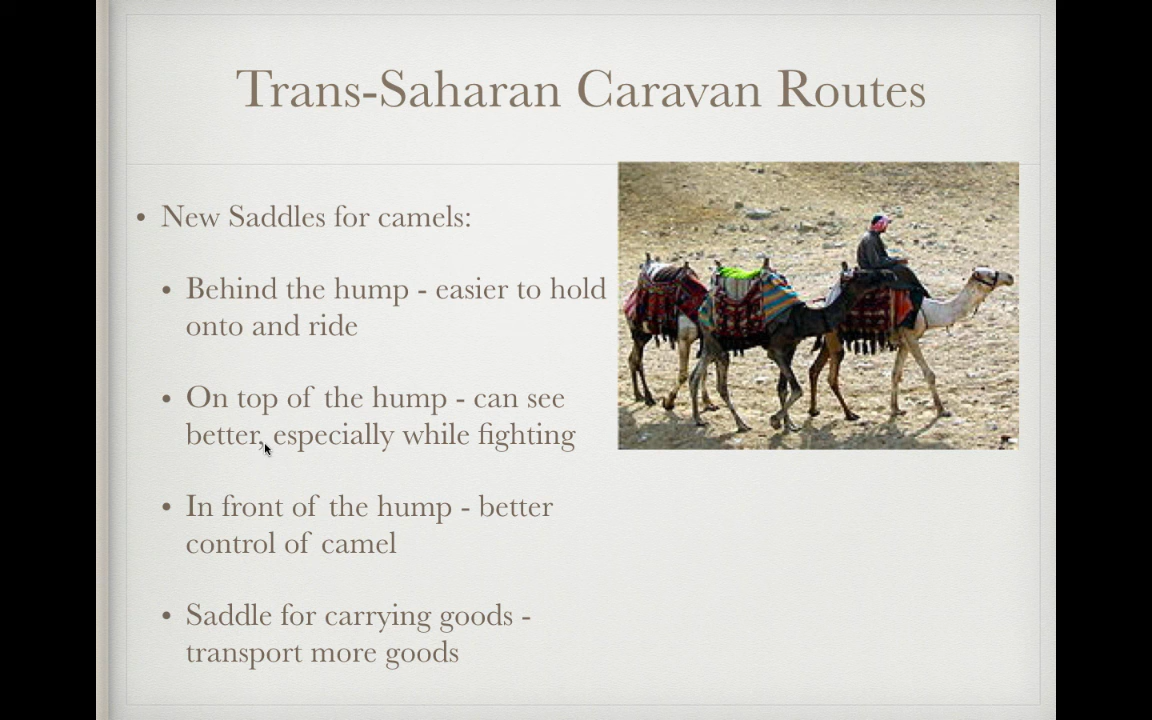 Trans-Saharan Caravan Routes
• New Saddles for camels:
• Behind the hump - easier to hold
onto and ride
• On top of the hump - can see
better, especially while fighting
• In front of the hump - better
control of camel
• Saddle for carrying goods -
transport more goods